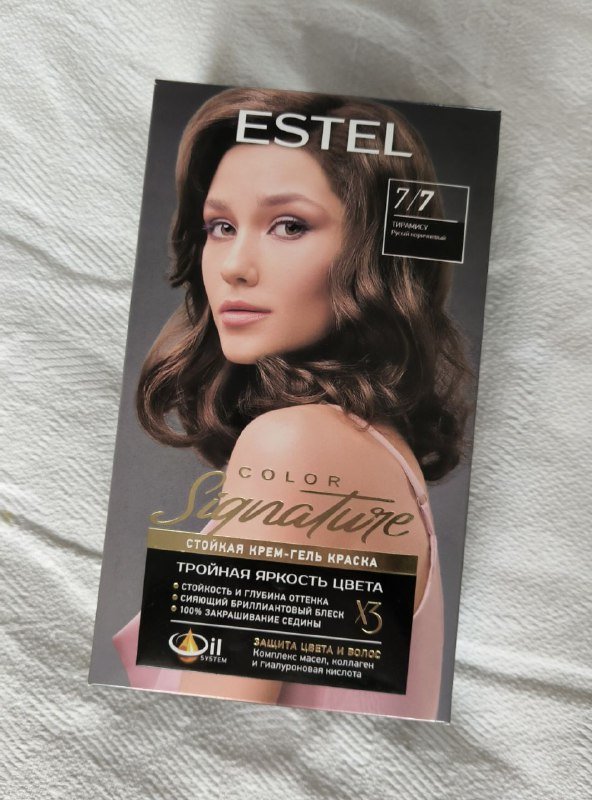 ESTEL
7/7
ТИРАМИСУ
Русый коричневый
COLOR
Signature
СТОЙКАЯ КРЕМ-ГЕЛЬ КРАСКА
ТРОЙНАЯ ЯРКОСТЬ ЦВЕТА
• СТОЙКОСТЬ И ГЛУБИНА ОТТЕНКА
• СИЯЮЩИЙ БРИЛЛИАНТОВЫЙ БЛЕСК
• 100% ЗАКРАШИВАНИЕ СЕДИНЫ
X3
Oil
SYSTEM
ЗАЩИТА ЦВЕТА И ВОЛОС
Комплекс масел, коллаген
и гиалуроновая кислота